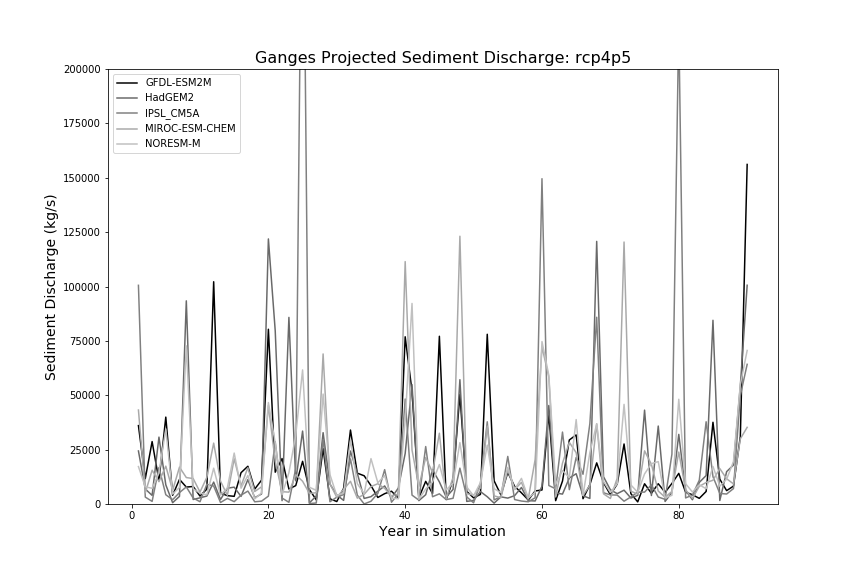 Ganges Projected Sediment Discharge: rcp4p5
200000
175000
150000
125000
100000
75000
50000
25000
0
Sediment Discharge (kg/s)
GFDL-ESM2M
HadGEM2
IPSL_CM5A
MIROC-ESM-CHEM
NORESM-M
0 20 40 60 80
Year in simulation